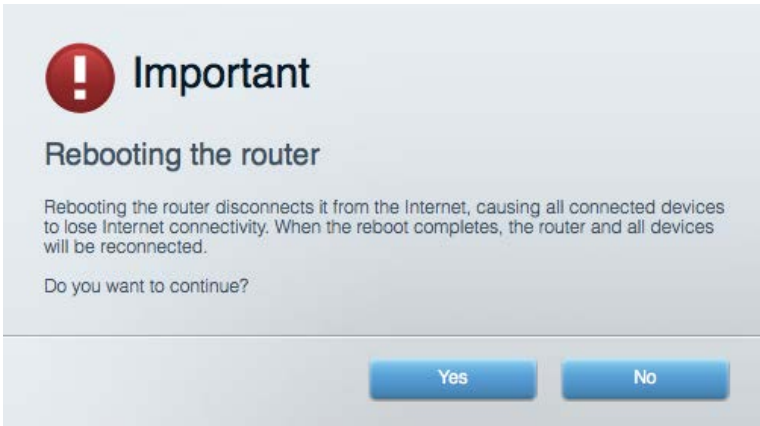 Important
Rebooting the router
Rebooting the router disconnects it from the Internet, causing all connected devices
to lose Internet connectivity. When the reboot completes, the router and all devices
will be reconnected.
Do you want to continue?
Yes No